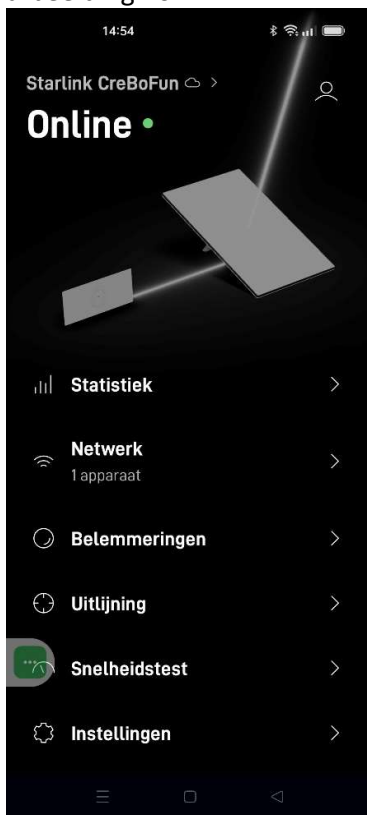 14:54
Starlink CreBoFun
Online
Statistiek
Netwerk
1 apparaat
Belemmeringen
Uitlijning
Snelheidstest
Instellingen